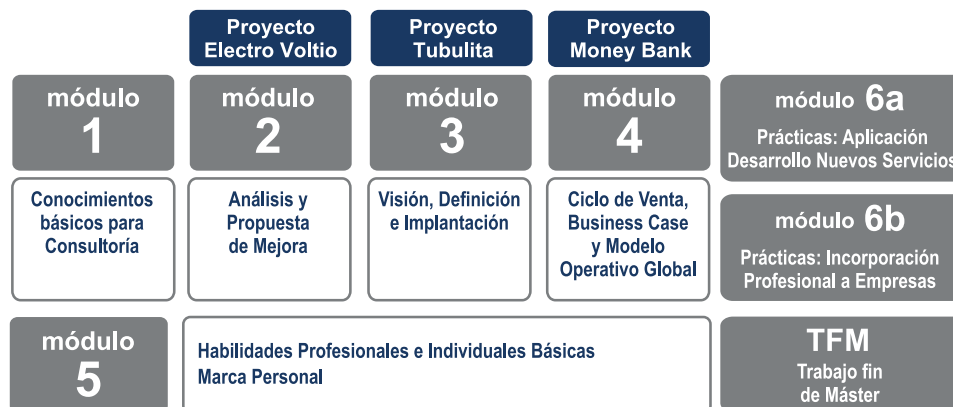 Proyecto
Electro Voltio
Proyecto
Tubulita
Proyecto
Money Bank
módulo
1
módulo
2
módulo
3
módulo
4
módulo 6a
Prácticas: Aplicación
Desarrollo Nuevos Servicios
Conocimientos
básicos para
Consultoría
Análisis y
Propuesta
de Mejora
Visión, Definición
e Implantación
Ciclo de Venta,
Business Case
y Modelo
Operativo Global
módulo 6b
Prácticas: Incorporación
Profesional a Empresas
módulo
5
Habilidades Profesionales e Individuales Básicas
Marca Personal
TFM
Trabajo fin
de Máster